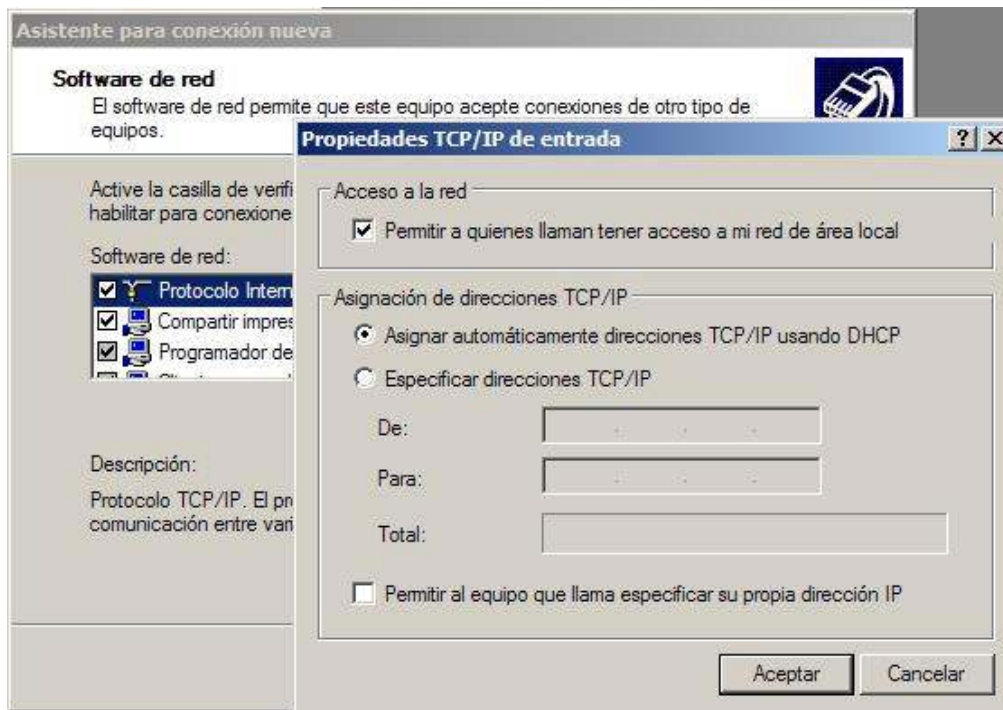 Asistente para conexión nueva
Software de red
El software de red permite que este equipo acepte conexiones de otro tipo de
equipos.
Propiedades TCP/IP de entrada
Active la casilla de verifi
habilitar para conexione
Software de red:
Protocolo Intern
Compartir impres
Programador de
Descripción:
Protocolo TCP/IP. El pr
comunicación entre vari
Acceso a la red
Permitir a quienes llaman tener acceso a mi red de área local
Asignación de direcciones TCP/IP
Asignar automáticamente direcciones TCP/IP usando DHCP
Especificar direcciones TCP/IP
De:
Para:
Total:
Permitir al equipo que llama especificar su propia dirección IP
Aceptar
Cancelar